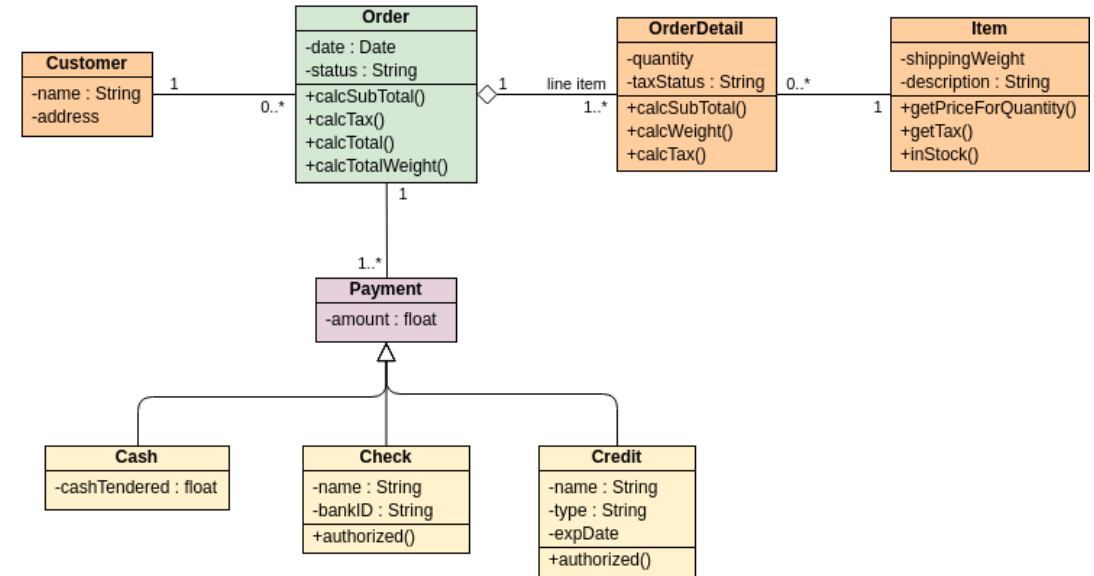 Customer
-name : String
-address
1
0..*
Order
-date : Date
-status : String
+calcSubTotal()
+calcTax()
+calcTotal()
+calcTotalWeight()
1
line item
1..*
OrderDetail
-quantity
-taxStatus : String
+calcSubTotal()
+calcWeight()
+calcTax()
0..*
1
Item
-shippingWeight
-description : String
+getPriceForQuantity()
+getTax()
+inStock()
1
1..*
Payment
-amount : float
Cash
-cashTendered : float
Check
-name : String
-bankID : String
+authorized()
Credit
-name : String
-type : String
-expDate
+authorized()